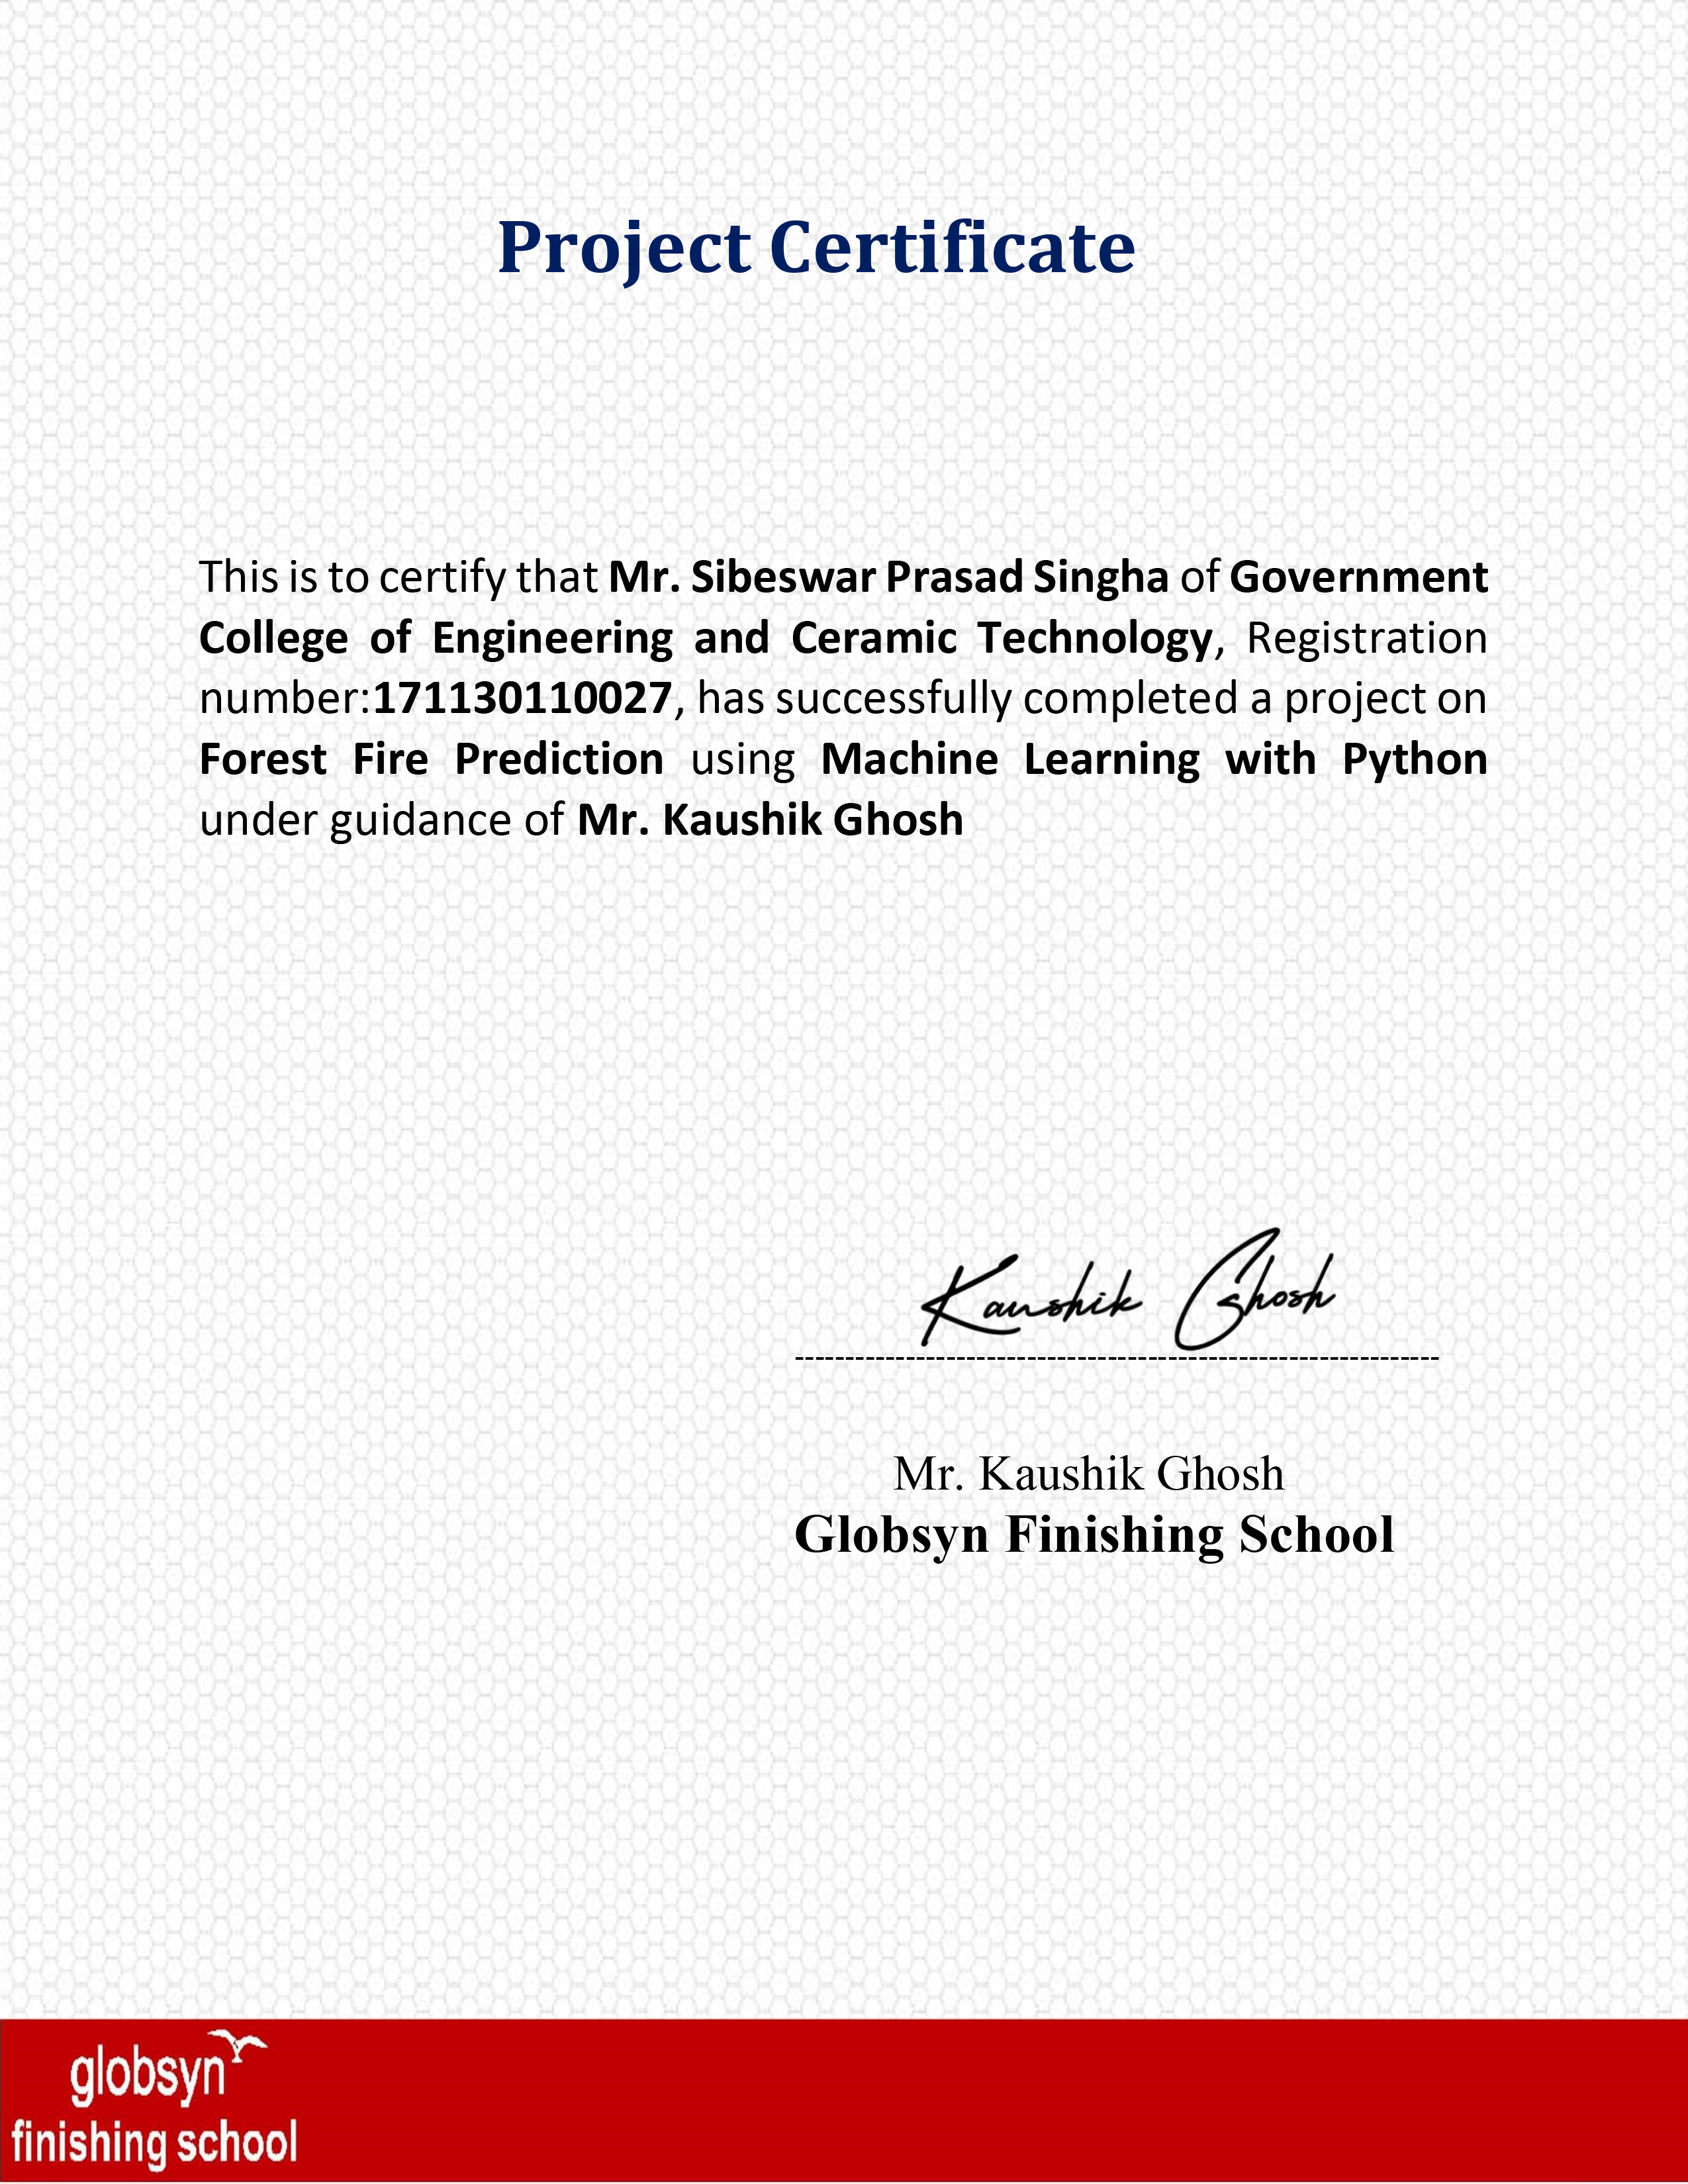 Project Certificate
This is to certify that Mr. Sibeswar Prasad Singha of Government
College of Engineering and Ceramic Technology, Registration
number:171130110027, has successfully completed a project on
Forest Fire Prediction using Machine Learning with Python
under guidance of Mr. Kaushik Ghosh
Kaushik Ghosh
----------------------------------------------------------------
Mr. Kaushik Ghosh
Globsyn Finishing School
globsyn
finishing school